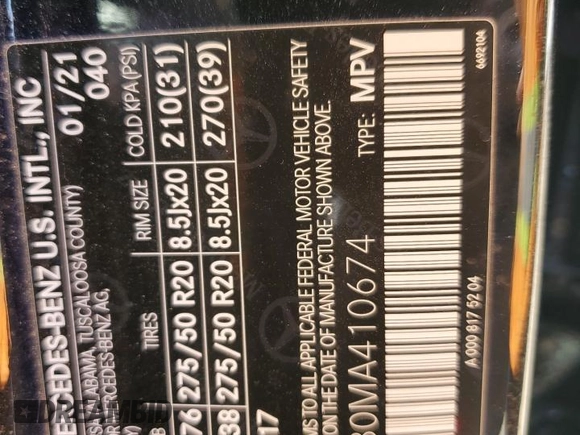 CEDES-BENZ U.S. INTL., INC 01/21
ALABAMA, TUSCALOOSA COUNTY) 040
MERCEDES-BENZ AG.
TIRES RIM SIZE COLD KPA(PSI)
76 275/50 R20 8.5Jx20 210(31)
38 275/50 R20 8.5Jx20 270(39)
17
MS TO ALL APPLICABLE FEDERAL MOTOR VEHICLE SAFETY
ON THE DATE OF MANUFACTURE SHOWN ABOVE.
MA410674 TYPE: MPV
A 000 817 52 04 6692104
DREAMBID